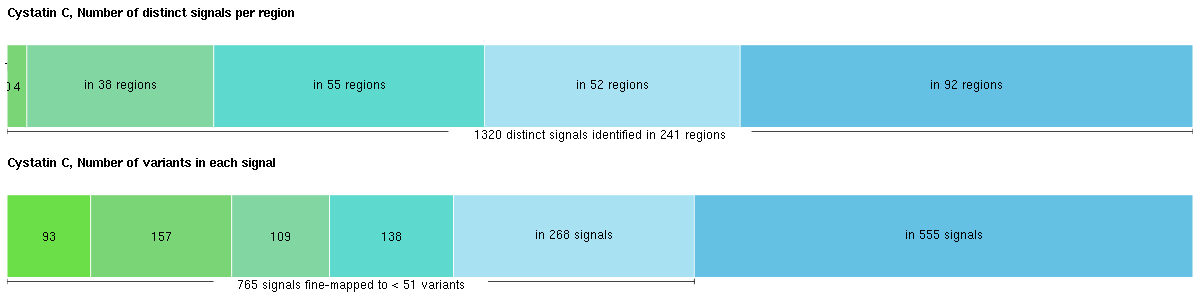 Cystatin C, Number of distinct signals per region
0 4 in 38 regions in 55 regions in 52 regions in 92 regions
1320 distinct signals identified in 241 regions
Cystatin C, Number of variants in each signal
93 157 109 138 in 268 signals in 555 signals
765 signals fine-mapped to < 51 variants